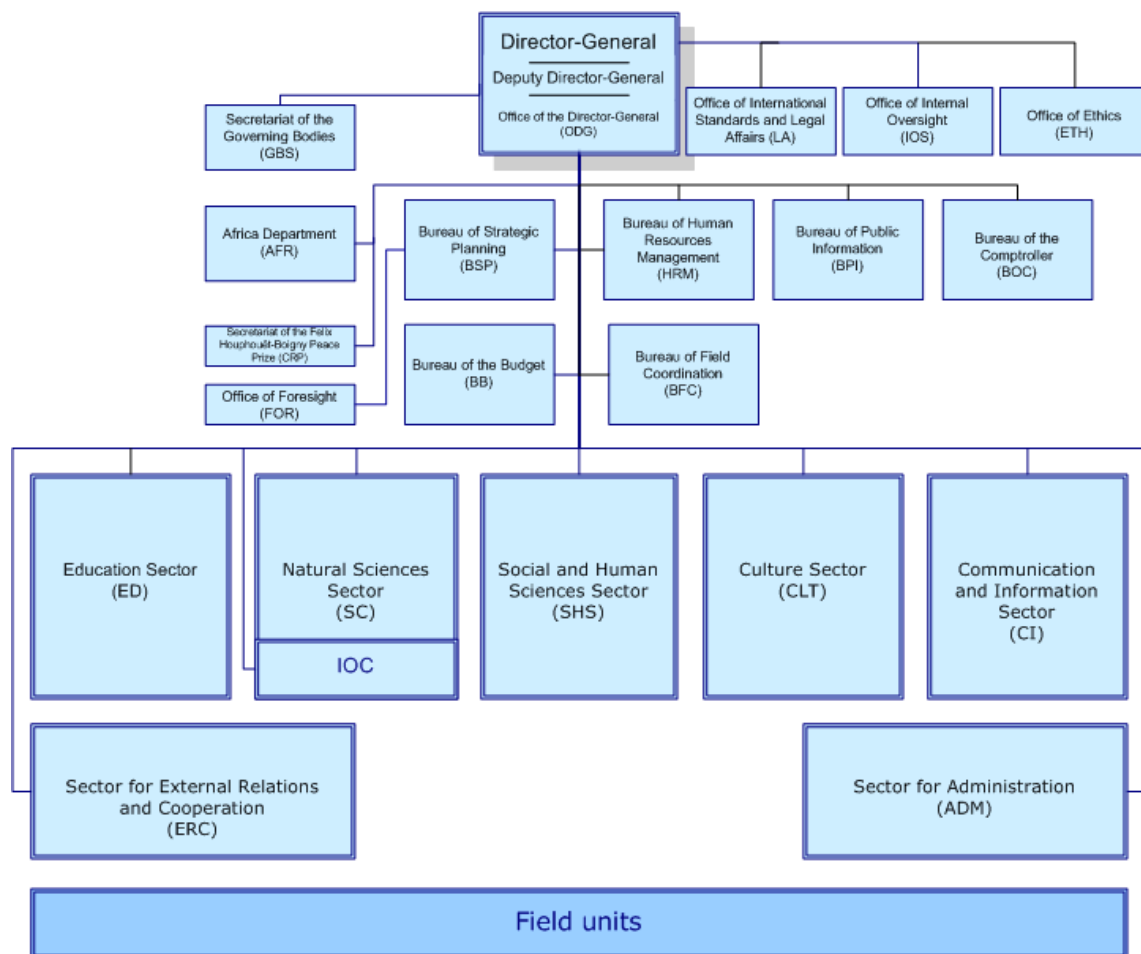 Director-General
Deputy Director-General
Office of the Director-General
(ODG)
Secretariat of the
Governing Bodies
(GBS)
Office of International
Standards and Legal
Affairs (LA)
Office of Internal
Oversight
(IOS)
Office of Ethics
(ETH)
Africa Department
(AFR)
Bureau of Strategic
Planning
(BSP)
Bureau of Human
Resources
Management
(HRM)
Bureau of Public
Information
(BPI)
Bureau of the
Comptroller
(BOC)
Secretariat of the Felix
Houphouët-Boigny Peace
Prize (CRP)
Office of Foresight
(FOR)
Bureau of the Budget
(BB)
Bureau of Field
Coordination
(BFC)
Education Sector
(ED)
Natural Sciences
Sector
(SC)
IOC
Social and Human
Sciences Sector
(SHS)
Culture Sector
(CLT)
Communication
and Information
Sector
(CI)
Sector for External Relations
and Cooperation
(ERC)
Sector for Administration
(ADM)
Field units